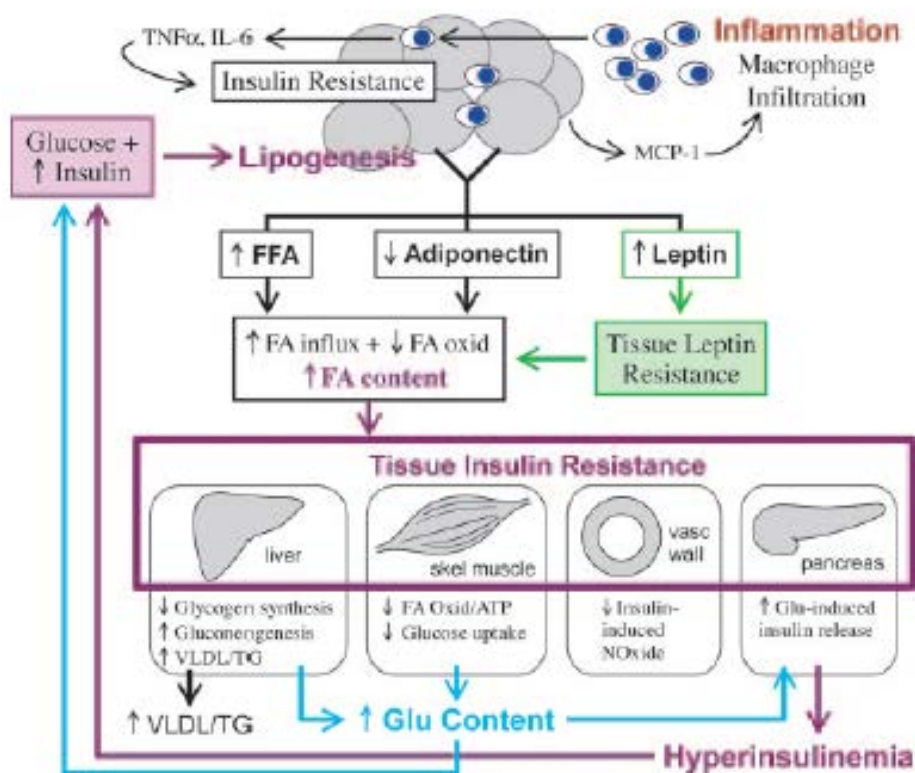 TNFα, IL-6
Inflammation
Macrophage
Infiltration
Insulin Resistance
MCP-1
Glucose +
↑ Insulin
Lipogenesis
↑ FFA
↓ Adiponectin
↑ Leptin
↑ FA influx + ↓ FA oxid
↑ FA content
Tissue Leptin
Resistance
Tissue Insulin Resistance
liver
skel muscle
vasc
wall
pancreas
↓ Glycogen synthesis
↑ Gluconeogenesis
↑ VLDL/TG
↓ FA Oxid/ATP
↓ Glucose uptake
↓ Insulin-
induced
NOxide
↑ Glu-induced
insulin release
↑ VLDL/TG
↑ Glu Content
Hyperinsulinemia